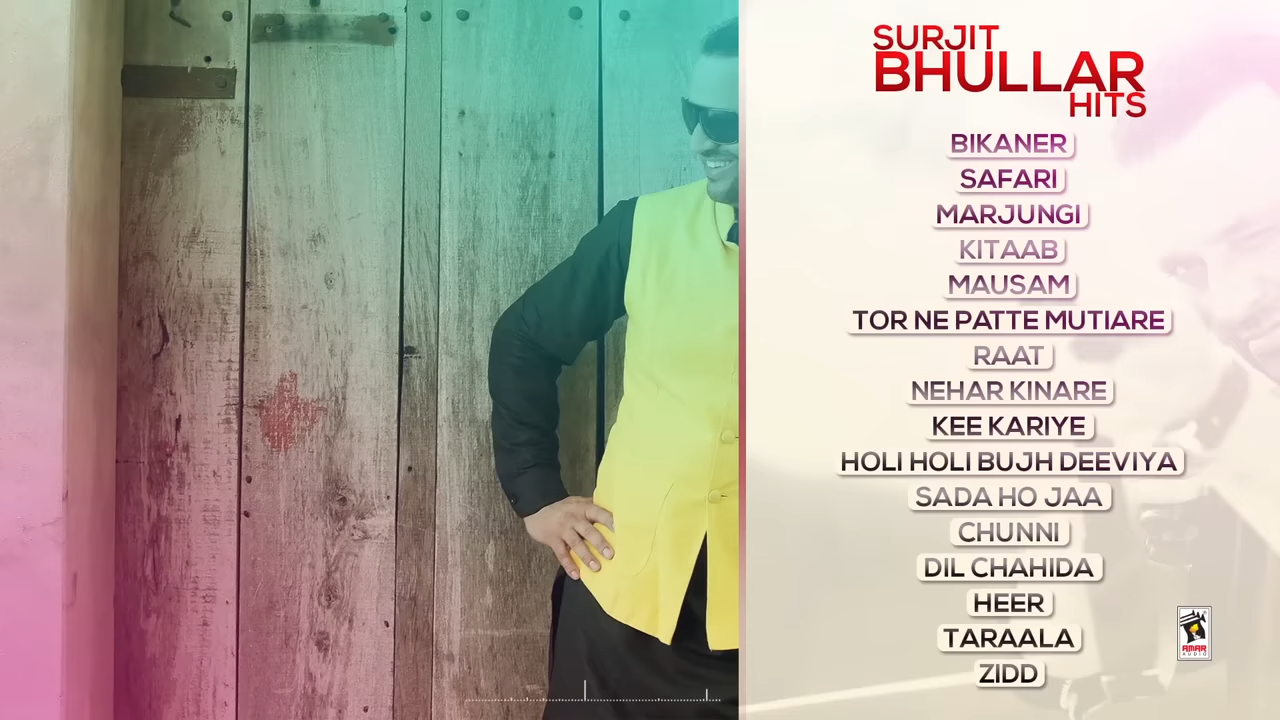 SURJIT
BHULLAR
HITS
BIKANER
SAFARI
MARJUNGI
KITAAB
MAUSAM
TOR NE PATTE MUTIARE
RAAT
NEHAR KINARE
KEE KARIYE
HOLI HOLI BUJH DEEVIYA
SADA HO JAA
CHUNNI
DIL CHAHIDA
HEER
TARAALA
ZIDD
AMAR
AUDIO